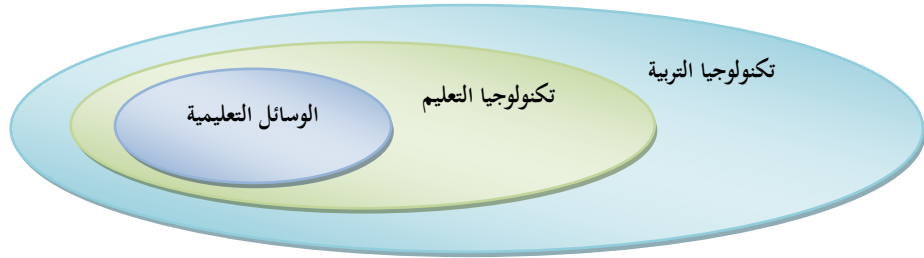 تكنولوجيا التربية
تكنولوجيا التعليم
الوسائل التعليمية